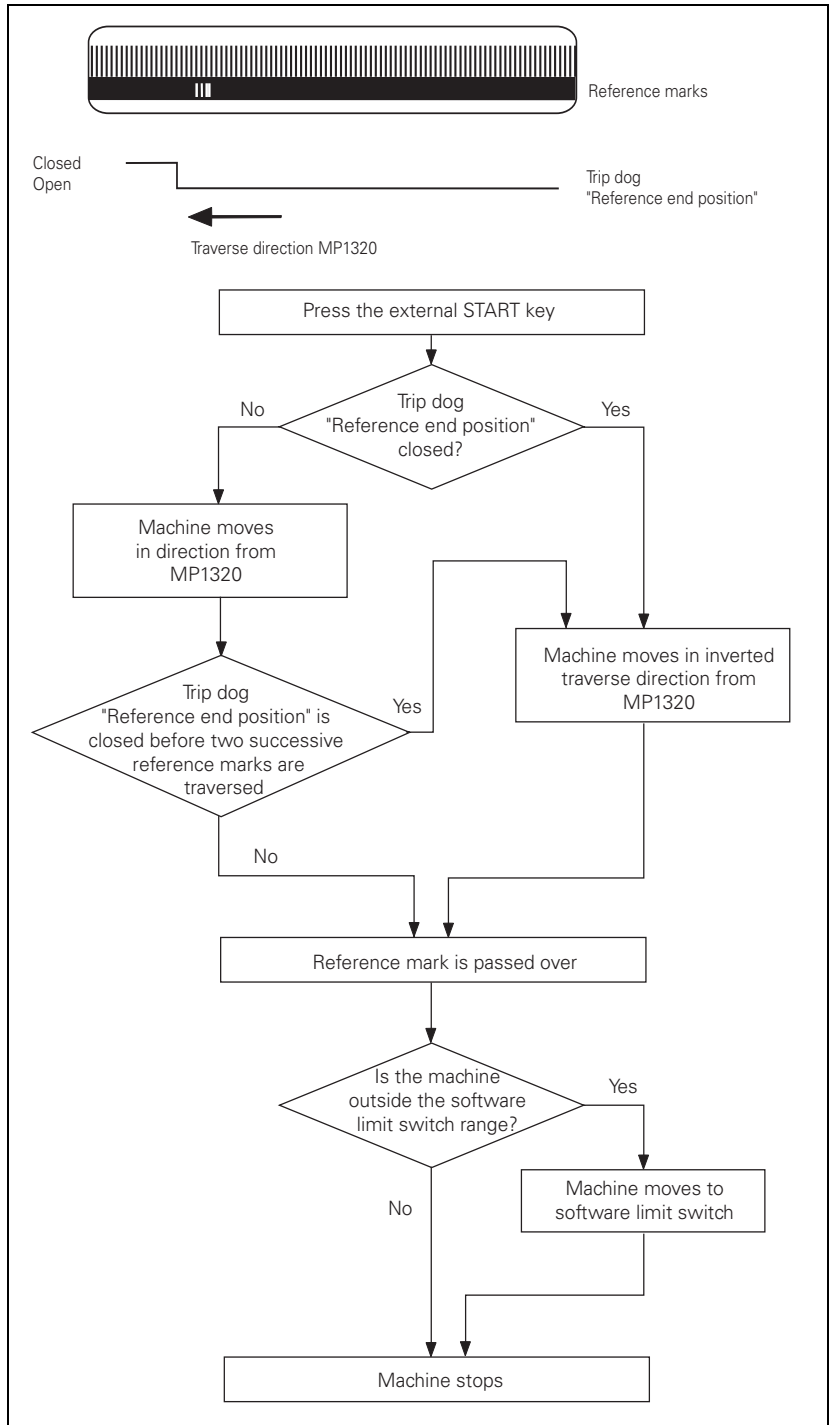 Reference marks
Closed
Open
Trip dog
"Reference end position"
Traverse direction MP1320
Press the external START key
Trip dog
"Reference end position"
closed?
No
Yes
Machine moves
in direction from
MP1320
Machine moves in inverted
traverse direction from
MP1320
Trip dog
"Reference end position" is
closed before two successive
reference marks are
traversed
Yes
No
Reference mark is passed over
Is the machine
outside the software
limit switch range?
Yes
No
Machine moves to
software limit switch
Machine stops